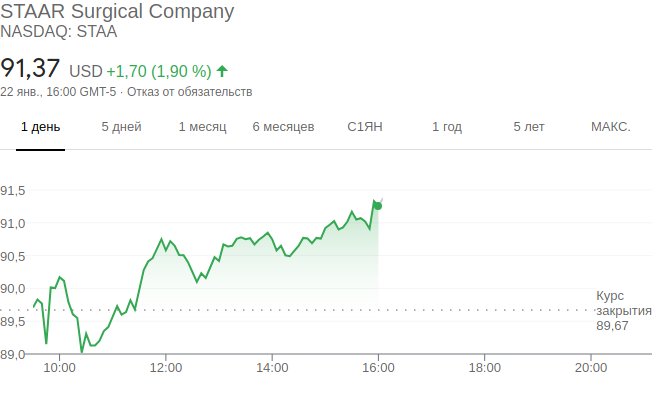 STAAR Surgical Company
NASDAQ: STAA
91,37 USD +1,70 (1,90 %)
22 янв., 16:00 GMT-5 · Отказ от обязательств
1 день 5 дней 1 месяц 6 месяцев С1ЯН 1 год 5 лет МАКС.
91,5
91,0
90,5
90,0
89,5
89,0
Курс
закрытия
89,67
10:00 12:00 14:00 16:00 18:00 20:00